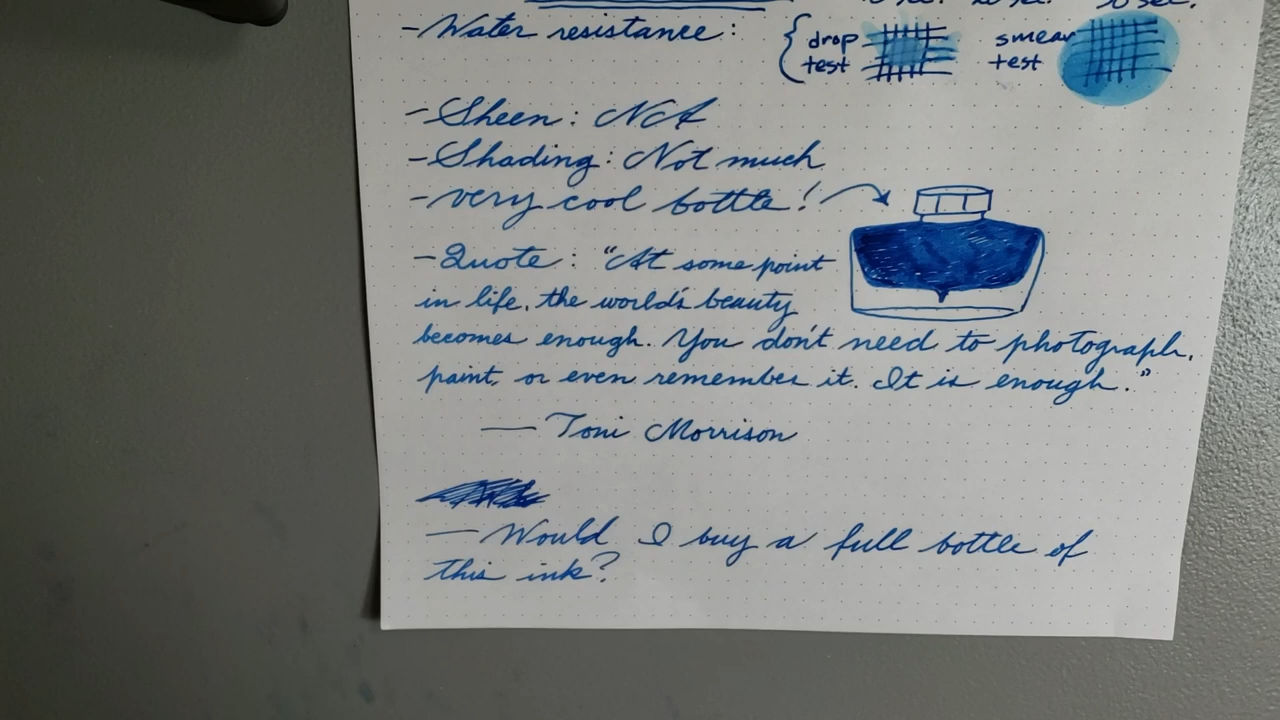 - Water resistance: { drop test smear test
- Sheen: NA
- Shading: Not much
- very cool bottle!
- Quote: "At some point
in life, the world's beauty
becomes enough. You don't need to photograph,
paint, or even remember it. It is enough."
— Toni Morrison
— Would I buy a full bottle of
this ink?